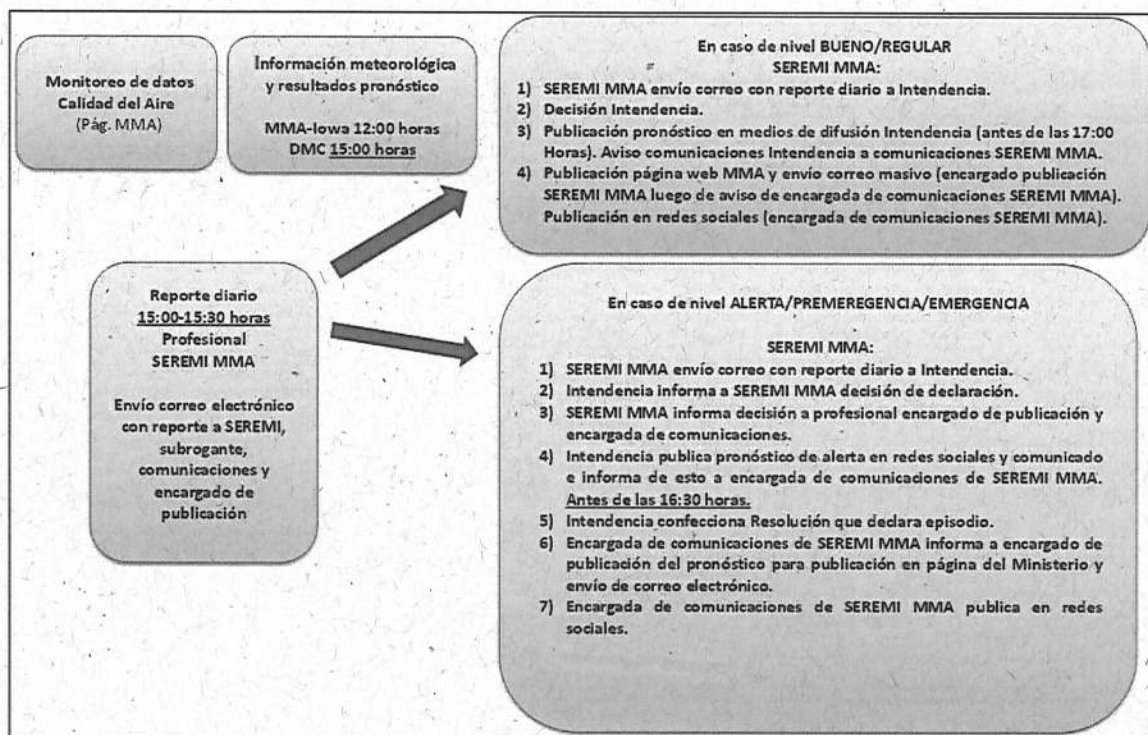 Monitoreo de datos
Calidad del Aire
(Pág. MMA)
Información meteorológica
y resultados pronóstico
MMA-Iowa 12:00 horas
DMC 15:00 horas
En caso de nivel BUENO/REGULAR
SEREMI MMA:
1) SEREMI MMA envío correo con reporte diario a Intendencia.
2) Decisión Intendencia.
3) Publicación pronóstico en medios de difusión Intendencia (antes de las 17:00
Horas). Aviso comunicaciones Intendencia a comunicaciones SEREMI MMA.
4) Publicación página web MMA y envío correo masivo (encargado publicación
SEREMI MMA luego de aviso de encargada de comunicaciones SEREMI MMA).
Publicación en redes sociales (encargada de comunicaciones SEREMI MMA).
Reporte diario
15:00-15:30 horas
Profesional
SEREMI MMA
Envío correo electrónico
con reporte a SEREMI,
subrogante,
comunicaciones y
encargado de
publicación
En caso de nivel ALERTA/PREMEREGENCIA/EMERGENCIA
SEREMI MMA:
1) SEREMI MMA envío correo con reporte diario a Intendencia.
2) Intendencia informa a SEREMI MMA decisión de declaración.
3) SEREMI MMA informa decisión a profesional encargado de publicación y
encargada de comunicaciones.
4) Intendencia publica pronóstico de alerta en redes sociales y comunicado
e informa de esto a encargada de comunicaciones de SEREMI MMA.
Antes de las 16:30 horas.
5) Intendencia confecciona Resolución que declara episodio.
6) Encargada de comunicaciones de SEREMI MMA informa a encargado de
publicación del pronóstico para publicación en página del Ministerio y
envío de correo electrónico.
7) Encargada de comunicaciones de SEREMI MMA publica en redes
sociales.